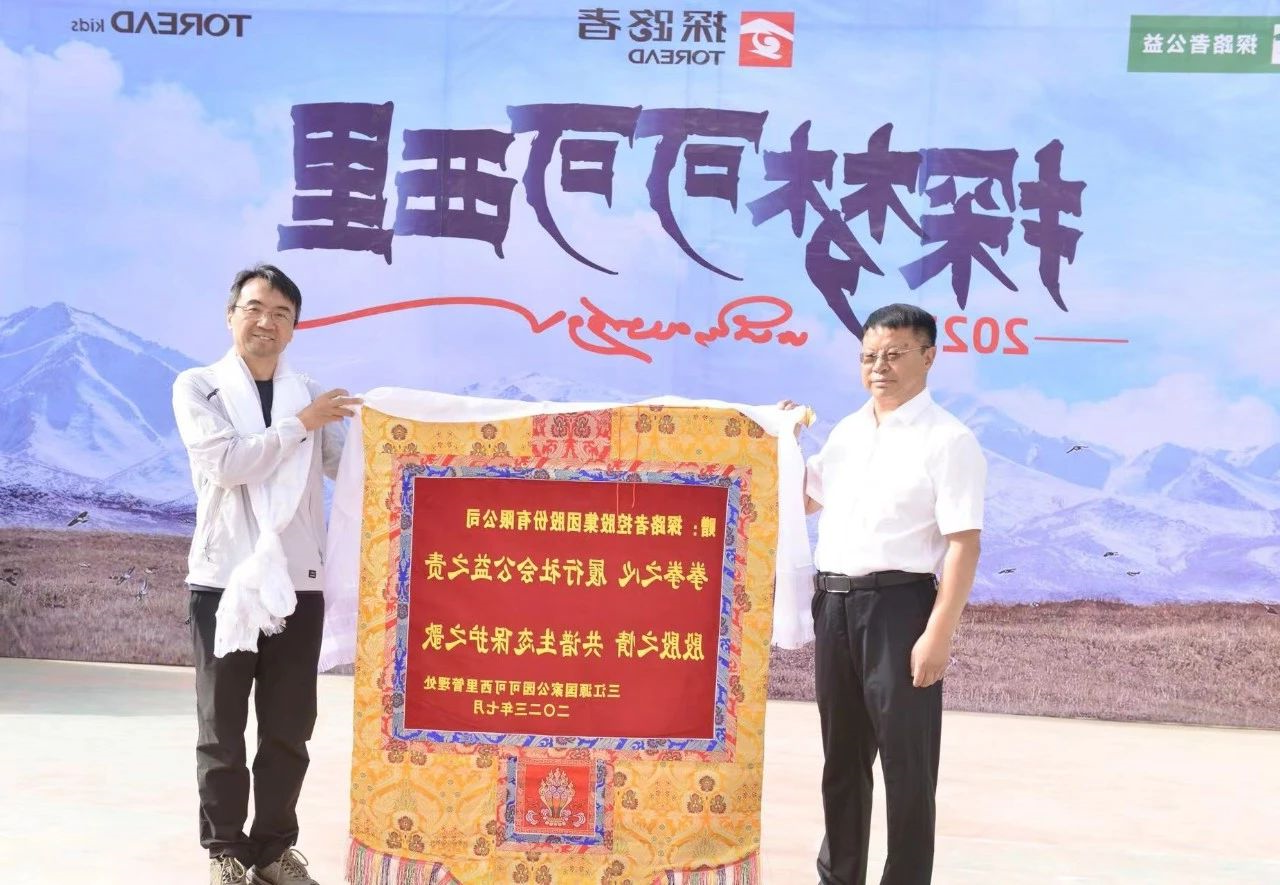 探路者公益
探路者
TOREAD
TOREAD kids
探梦可可西里
202
赠：探路者控股集团股份有限公司
拳拳之心 履行社会公益之责
殷殷之情 共谱生态保护之歌
三江源国家公园可可西里管理处
二〇二三年七月